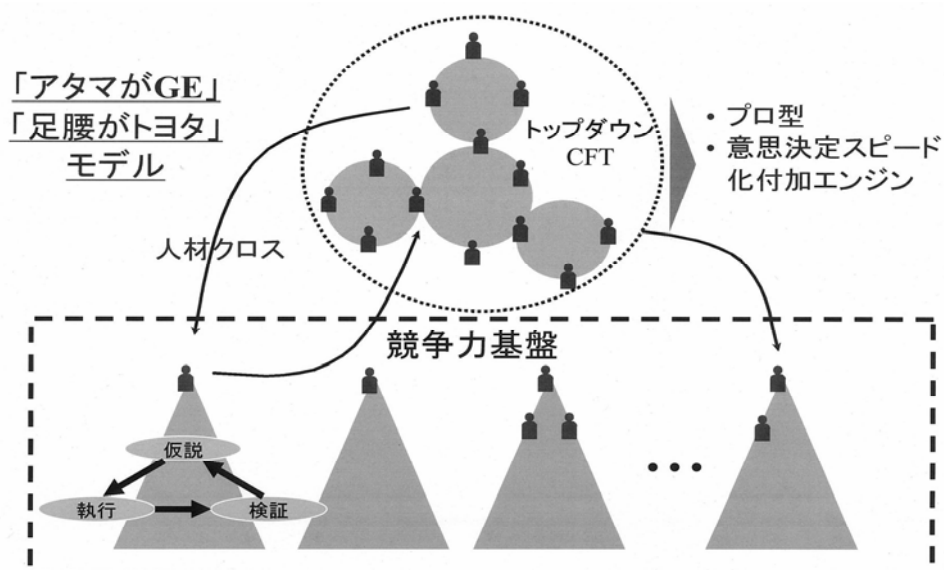 「アタマがGE」
「足腰がトヨタ」
モデル
トップダウン
CFT
• プロ型
• 意思決定スピード
化付加エンジン
人材クロス
競争力基盤
仮説
執行
検証
•••